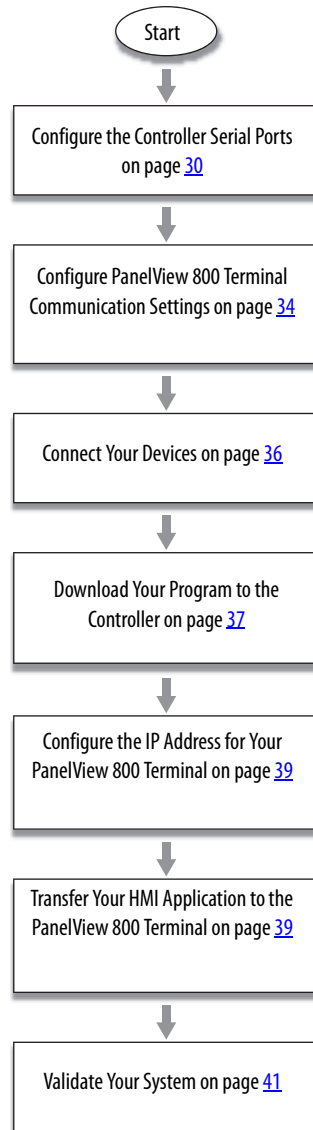 Start
Configure the Controller Serial Ports
on page 30
Configure PanelView 800 Terminal
Communication Settings on page 34
Connect Your Devices on page 36
Download Your Program to the
Controller on page 37
Configure the IP Address for Your
PanelView 800 Terminal on page 39
Transfer Your HMI Application to the
PanelView 800 Terminal on page 39
Validate Your System on page 41